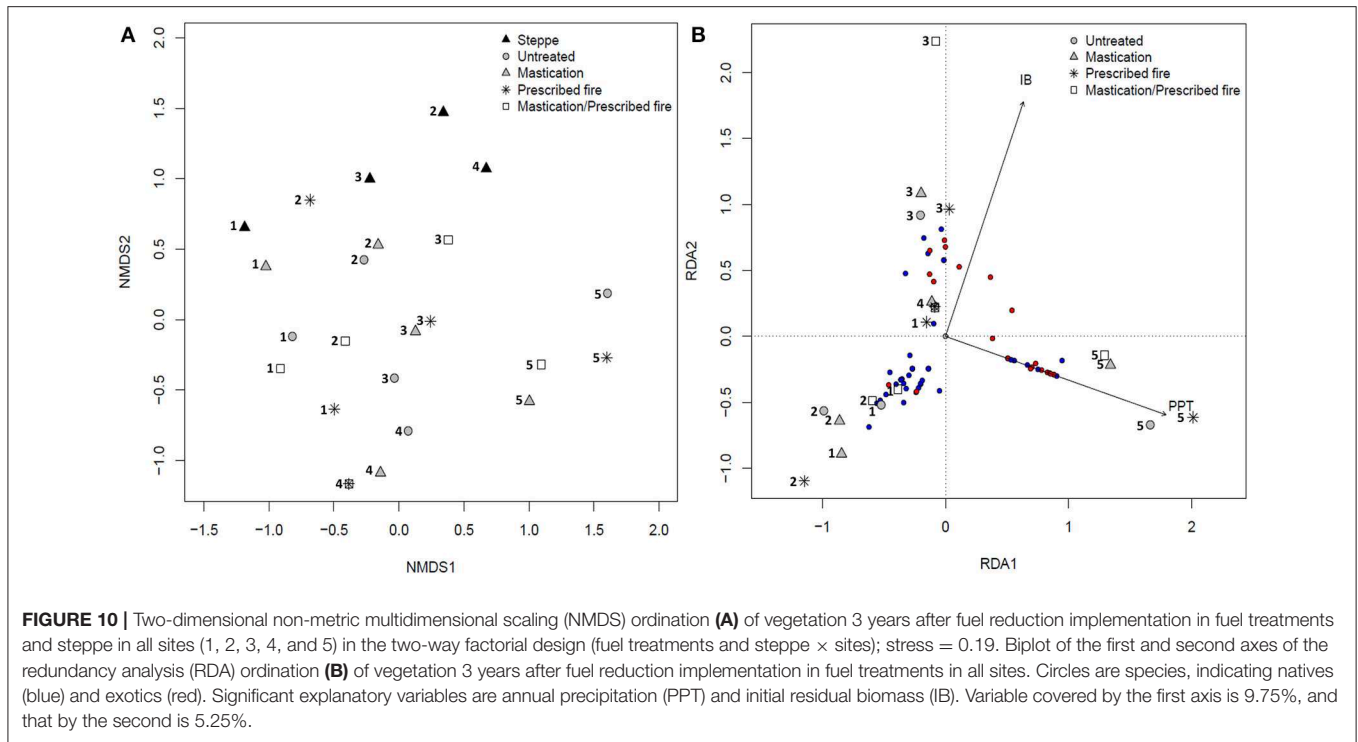 A
Steppe
Untreated
Mastication
Prescribed fire
Mastication/Prescribed fire
2.0
1.5
1.0
0.5
0.0
−0.5
−1.0
NMDS2
2
4
3
1
2
1
2
2
3
5
3
3
1
2
1
5
5
3
5
1
4
4
4
−1.5 −1.0 −0.5 0.0 0.5 1.0 1.5 2.0
NMDS1
B
Untreated
Mastication
Prescribed fire
Mastication/Prescribed fire
2.0
1.5
1.0
0.5
0.0
−0.5
−1.0
RDA2
3
IB
3
3
3
4
1
5
5
1
2
2
1
2
PPT
5
5
1
2
−1 0 1 2
RDA1
FIGURE 10 | Two-dimensional non-metric multidimensional scaling (NMDS) ordination (A) of vegetation 3 years after fuel reduction implementation in fuel treatments
and steppe in all sites (1, 2, 3, 4, and 5) in the two-way factorial design (fuel treatments and steppe × sites); stress = 0.19. Biplot of the first and second axes of the
redundancy analysis (RDA) ordination (B) of vegetation 3 years after fuel reduction implementation in fuel treatments in all sites. Circles are species, indicating natives
(blue) and exotics (red). Significant explanatory variables are annual precipitation (PPT) and initial residual biomass (IB). Variable covered by the first axis is 9.75%, and
that by the second is 5.25%.